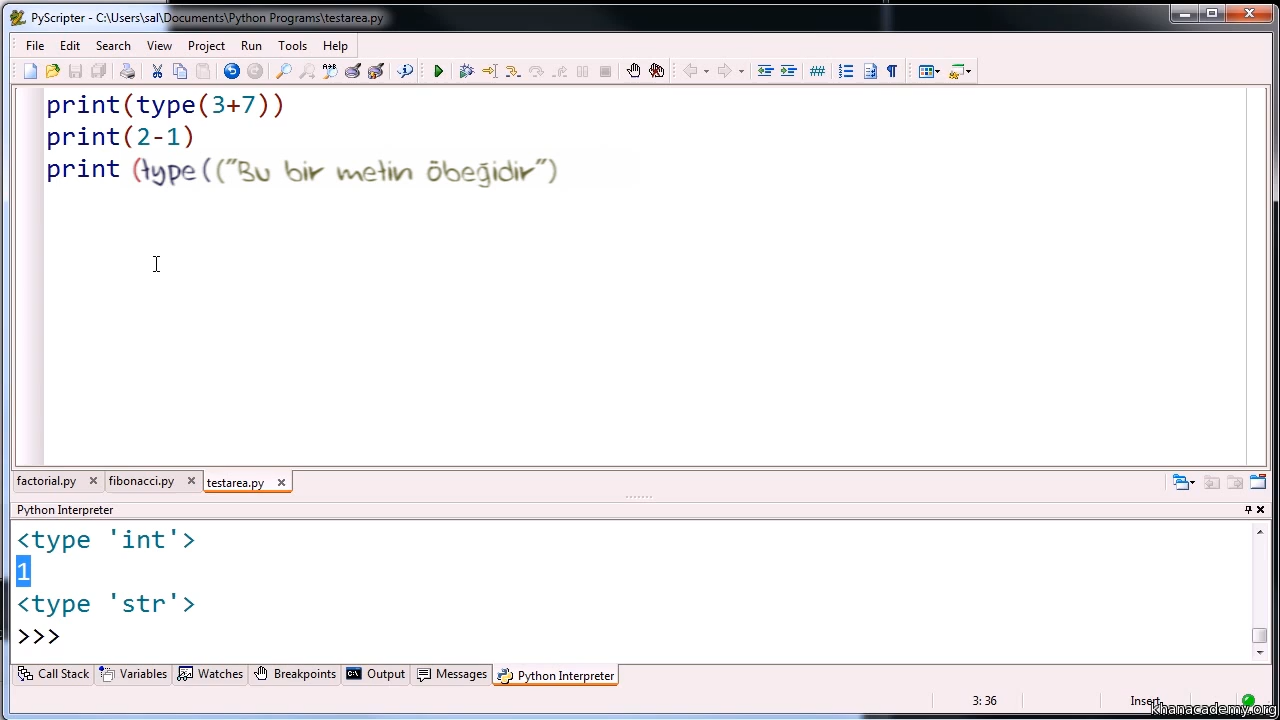 PyScripter - C:\Users\sal\Documents\Python Programs\testarea.py
File Edit Search View Project Run Tools Help
print(type(3+7))
print(2-1)
print (type(("Bu bir metin öbeğidir")
factorial.py fibonacci.py testarea.py
Python Interpreter
<type 'int'>
1
<type 'str'>
>>>
Call Stack Variables Watches Breakpoints Output Messages Python Interpreter
3: 36 Insert
khanacademy.org